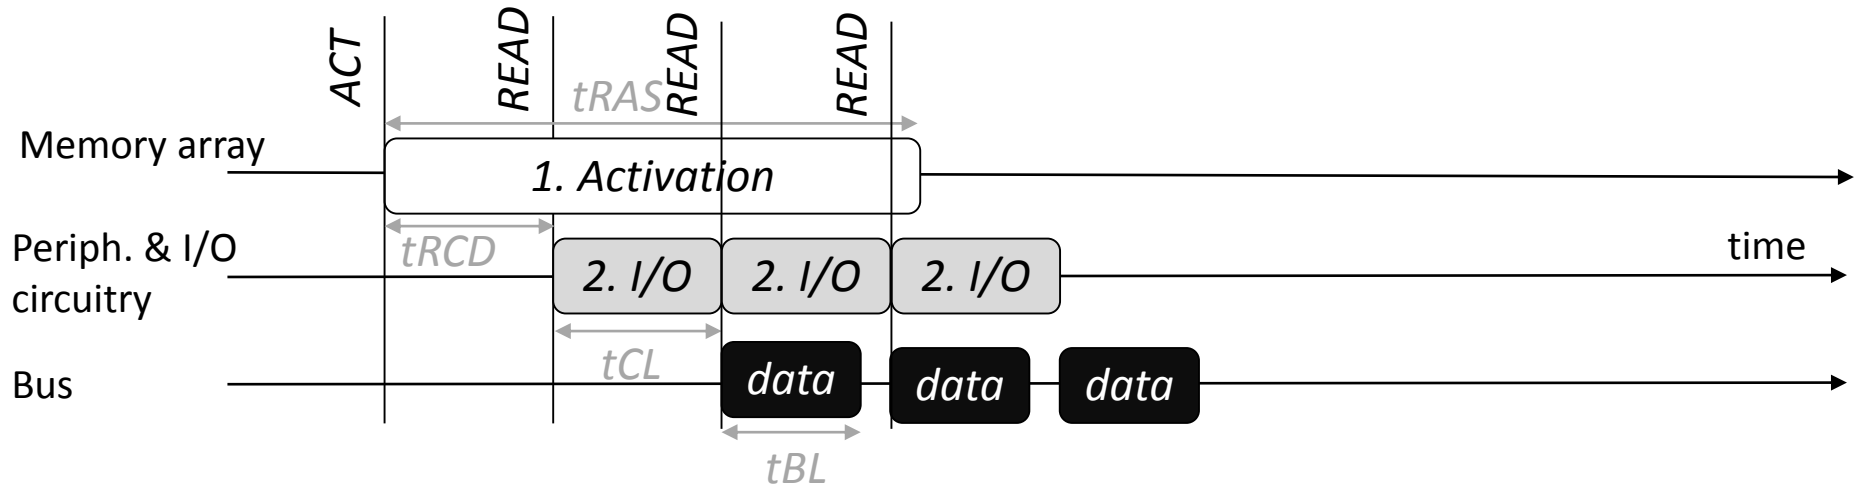 ACT
READ
READ
READ
tRAS
Memory array
1. Activation
tRCD
Periph. & I/O
circuitry
2. I/O
2. I/O
2. I/O
time
tCL
Bus
data
data
data
tBL